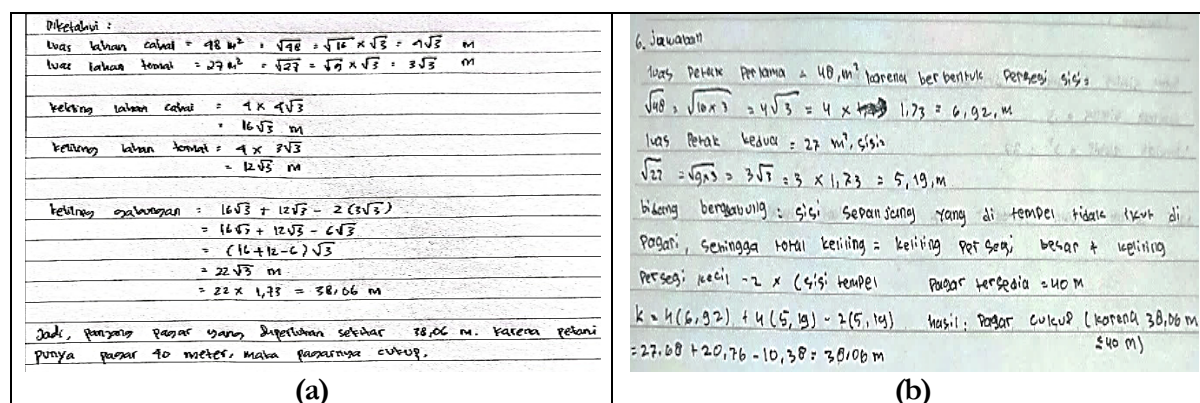 Diketahui :
luas lahan cabai = 48 m² = √48 = √16 × √3 = 4√3 m
luas lahan tomat = 27 m² = √27 = √9 × √3 = 3√3 m
keliling lahan cabai = 4 × 4√3
= 16√3 m
keliling lahan tomat = 4 × 3√3
= 12√3 m
keliling gabungan = 16√3 + 12√3 - 2(3√3)
= 16√3 + 12√3 - 6√3
= (16+12-6)√3
= 22√3 m
= 22 × 1,73 = 38,06 m
Jadi, panjang pagar yang diperlukan sekitar 38,06 m. Karena petani
punya pagar 40 meter, maka pagarnya cukup.
(a)
6. Jawaban
luas Petak Pertama = 48, m² karena berbentuk Persegi sisi =
√48 = √16×3 = 4√3 = 4 × 1,73 = 6,92, m
luas Petak kedua = 27 m², sisi =
√27 = √9×3 = 3√3 = 3 × 1,73 = 5,19, m
bidang bergabung : sisi sepanjang yang di tempel tidak ikut di
Pagari, sehingga total keliling = keliling Persegi besar + keliling
Persegi kecil - 2 × (sisi tempel Pagar tersedia = 40 m
k = 4(6,92) + 4(5,19) - 2(5,19) hasil : Pagar cukup (karena 38,06 m
= 27,68 + 20,76 - 10,38 = 38,06 m ≤ 40 m)
(b)